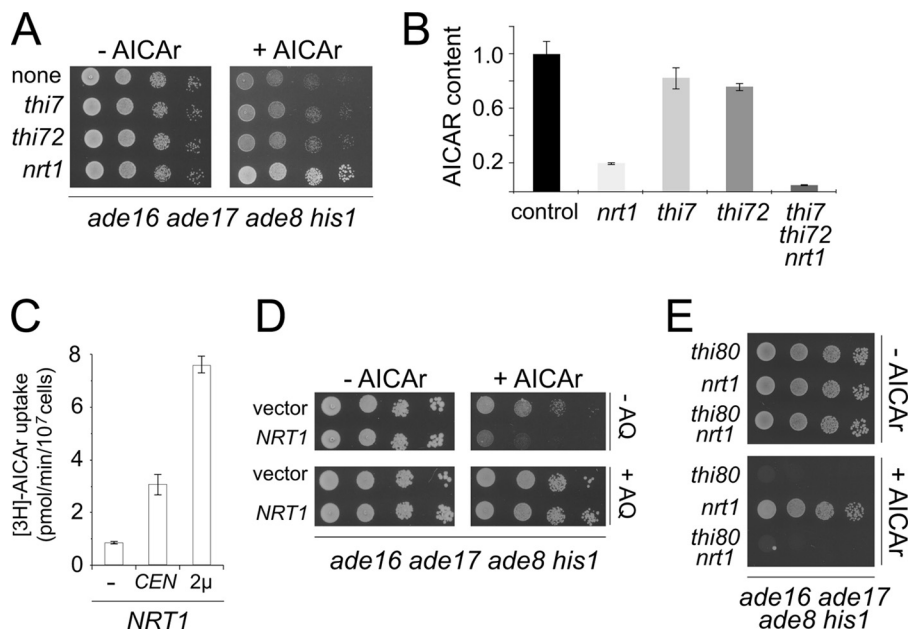 A
- AICAr
+ AICAr
none
thi7
thi72
nrt1
ade16 ade17 ade8 his1
B
AICAR content
1.0
0.6
0.2
control
nrt1
thi7
thi72
thi7
thi72
nrt1
C
[3H]-AICAr uptake
(pmol/min/10⁷cells)
8
6
4
2
0
-
CEN
2µ
NRT1
D
- AICAr
+ AICAr
vector
NRT1
- AQ
vector
NRT1
+ AQ
ade16 ade17 ade8 his1
E
thi80
nrt1
thi80
nrt1
- AICAr
thi80
nrt1
thi80
nrt1
+ AICAr
ade16 ade17
ade8 his1